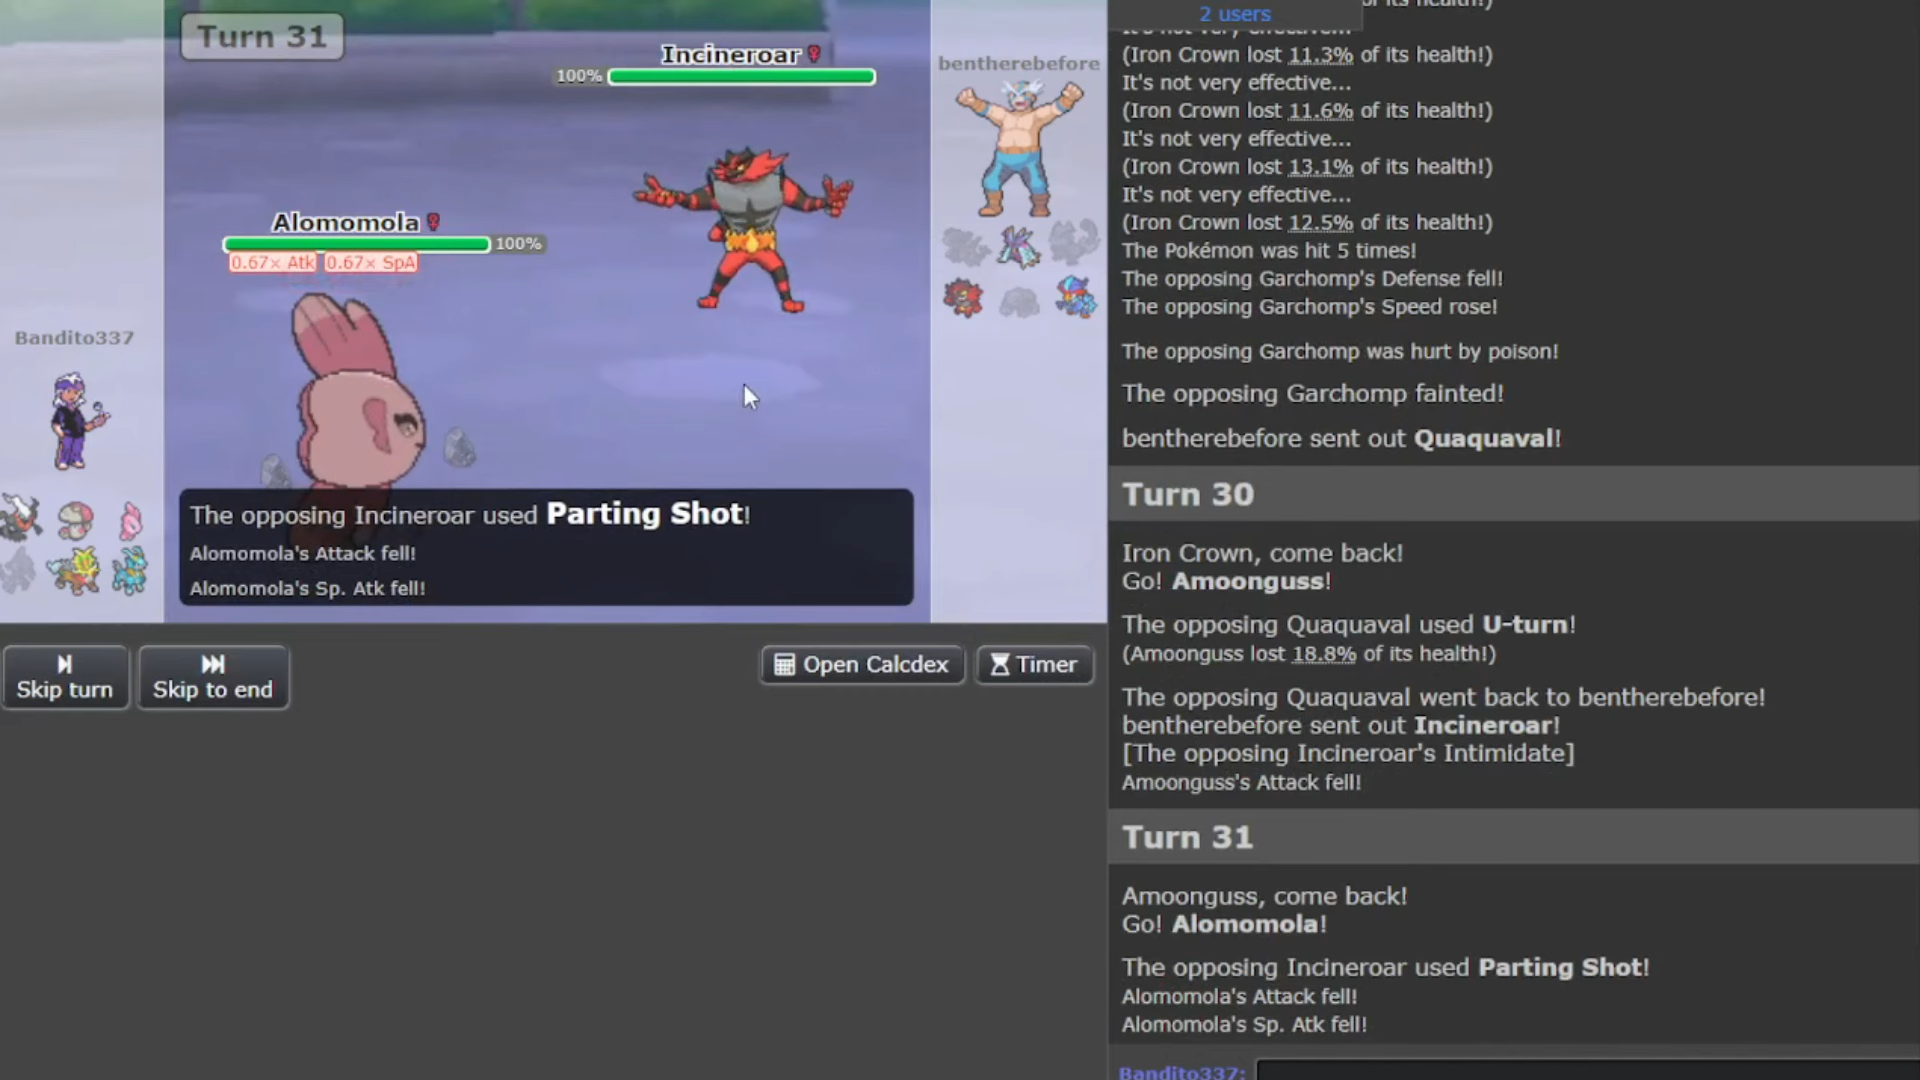 Turn 31
Incineroar
100%
bentherebefore
Alomomola
100%
0.67× Atk 0.67× SpA
Bandito337
The opposing Incineroar used Parting Shot!
Alomomola's Attack fell!
Alomomola's Sp. Atk fell!
Skip turn
Skip to end
Open Calcdex
Timer
2 users
of its health!)
It's not very effective...
(Iron Crown lost 11.3% of its health!)
It's not very effective...
(Iron Crown lost 11.6% of its health!)
It's not very effective...
(Iron Crown lost 13.1% of its health!)
It's not very effective...
(Iron Crown lost 12.5% of its health!)
The Pokémon was hit 5 times!
The opposing Garchomp's Defense fell!
The opposing Garchomp's Speed rose!
The opposing Garchomp was hurt by poison!
The opposing Garchomp fainted!
bentherebefore sent out Quaquaval!
Turn 30
Iron Crown, come back!
Go! Amoonguss!
The opposing Quaquaval used U-turn!
(Amoonguss lost 18.8% of its health!)
The opposing Quaquaval went back to bentherebefore!
bentherebefore sent out Incineroar!
[The opposing Incineroar's Intimidate]
Amoonguss's Attack fell!
Turn 31
Amoonguss, come back!
Go! Alomomola!
The opposing Incineroar used Parting Shot!
Alomomola's Attack fell!
Alomomola's Sp. Atk fell!
Bandito337: